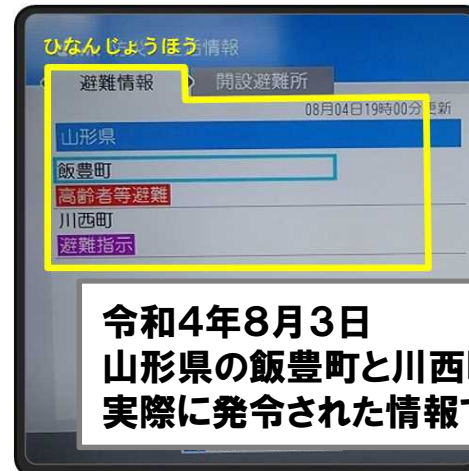 ひなんじょうほう
情報
避難情報
開設避難所
08月04日19時00分更新
山形県
飯豊町
高齢者等避難
川西町
避難指示
令和4年8月3日
山形県の飯豊町と川西
実際に発令された情報